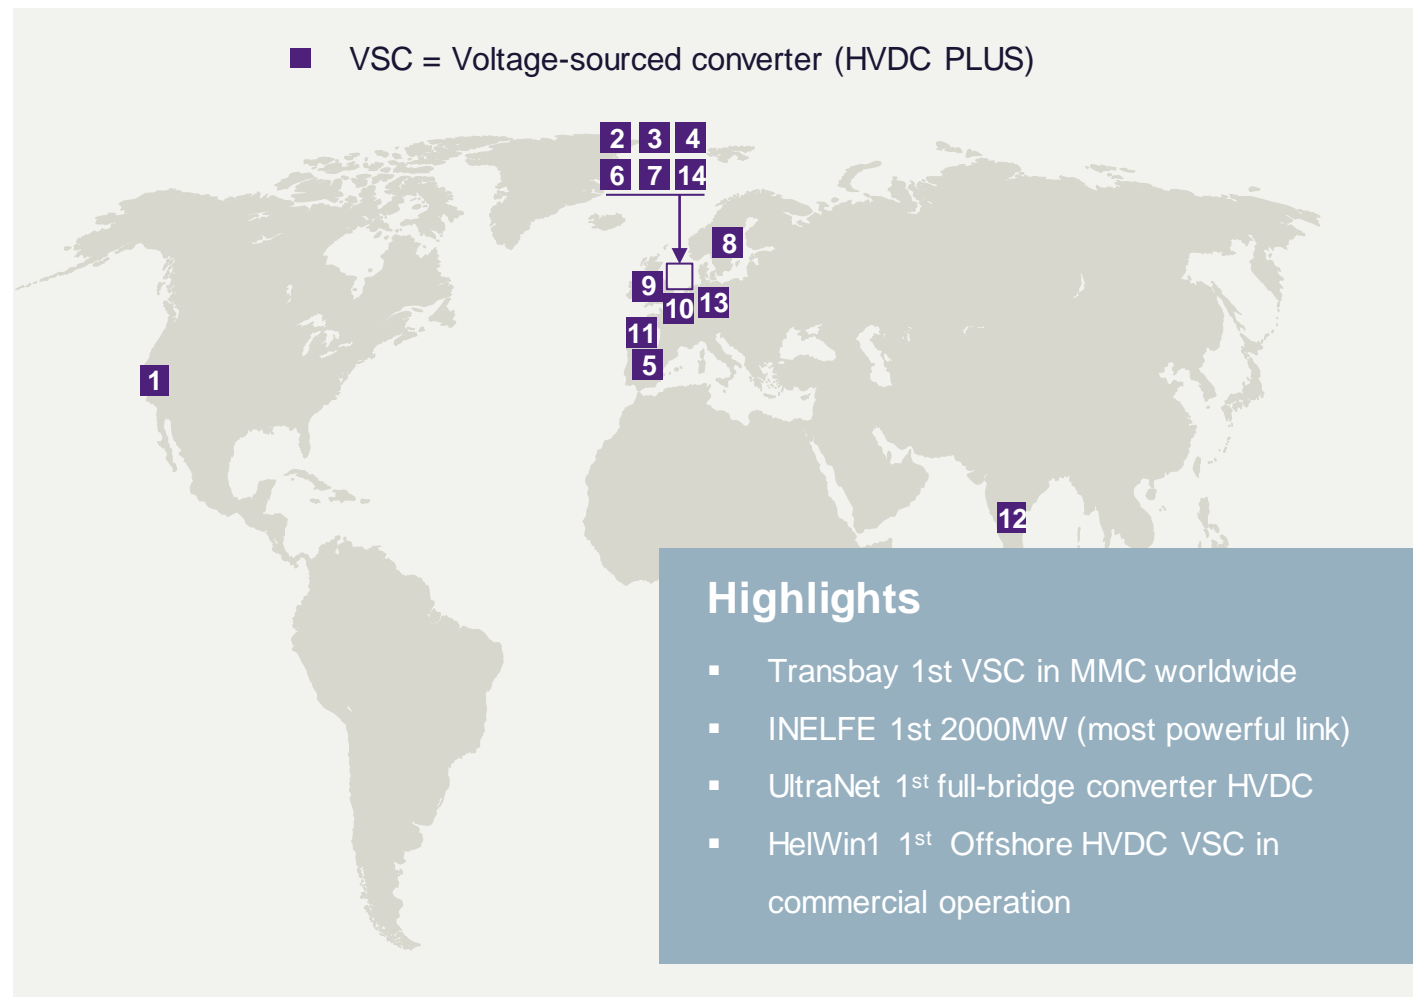 VSC = Voltage-sourced converter (HVDC PLUS)
2 3 4
6 7 14
8
9
10 13
11
5
1
12
Highlights
▪ Transbay 1st VSC in MMC worldwide
▪ INELFE 1st 2000MW (most powerful link)
▪ UltraNet 1st full-bridge converter HVDC
▪ HelWin1 1st Offshore HVDC VSC in
commercial operation